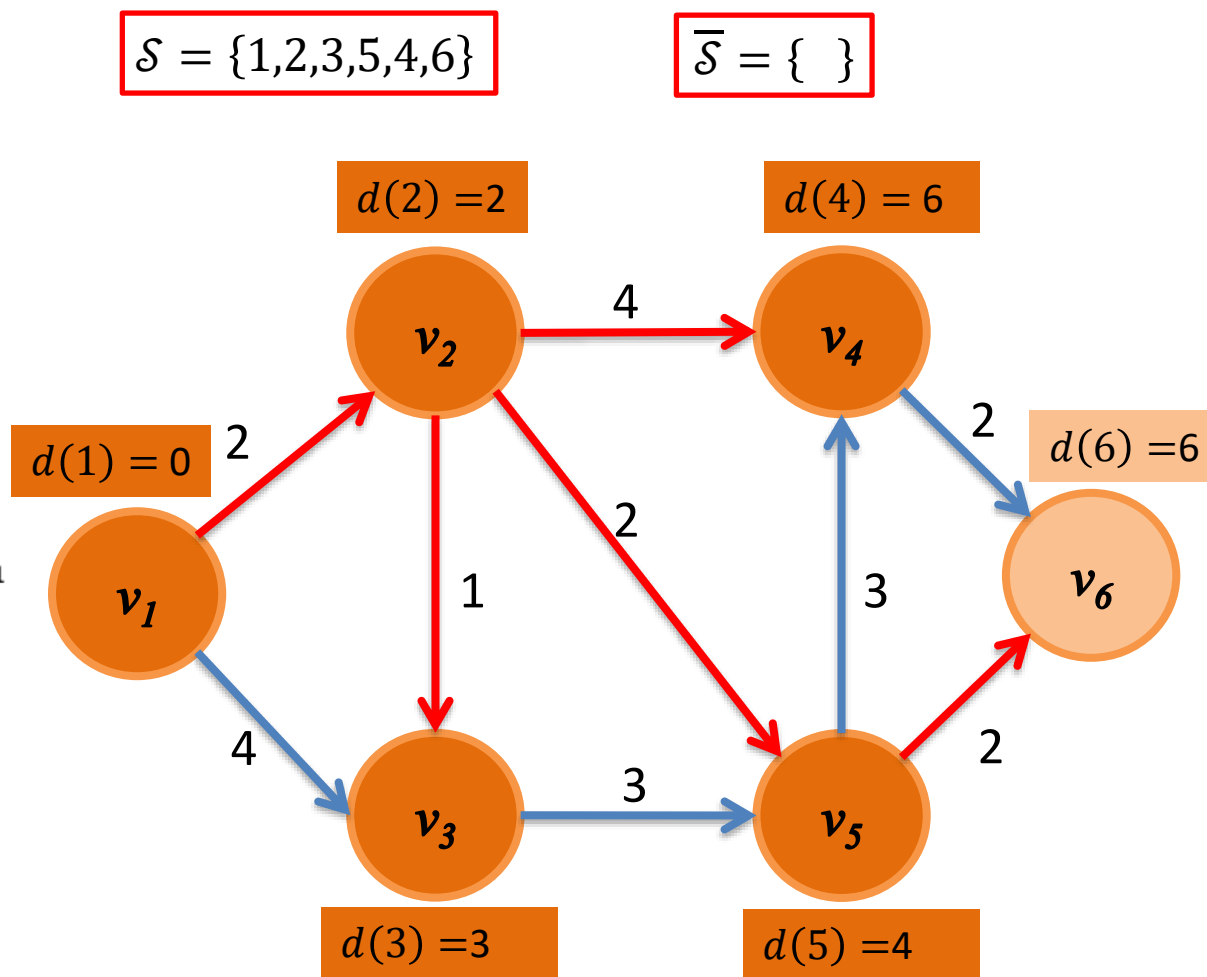 𝒮 = {1,2,3,5,4,6}
𝒮̅ = {  }
d(2) =2
d(4) = 6
4
v₂
v₄
2
2
d(6) =6
d(1) = 0
2
1
3
v₁
v₆
4
3
2
v₃
v₅
d(3) =3
d(5) =4